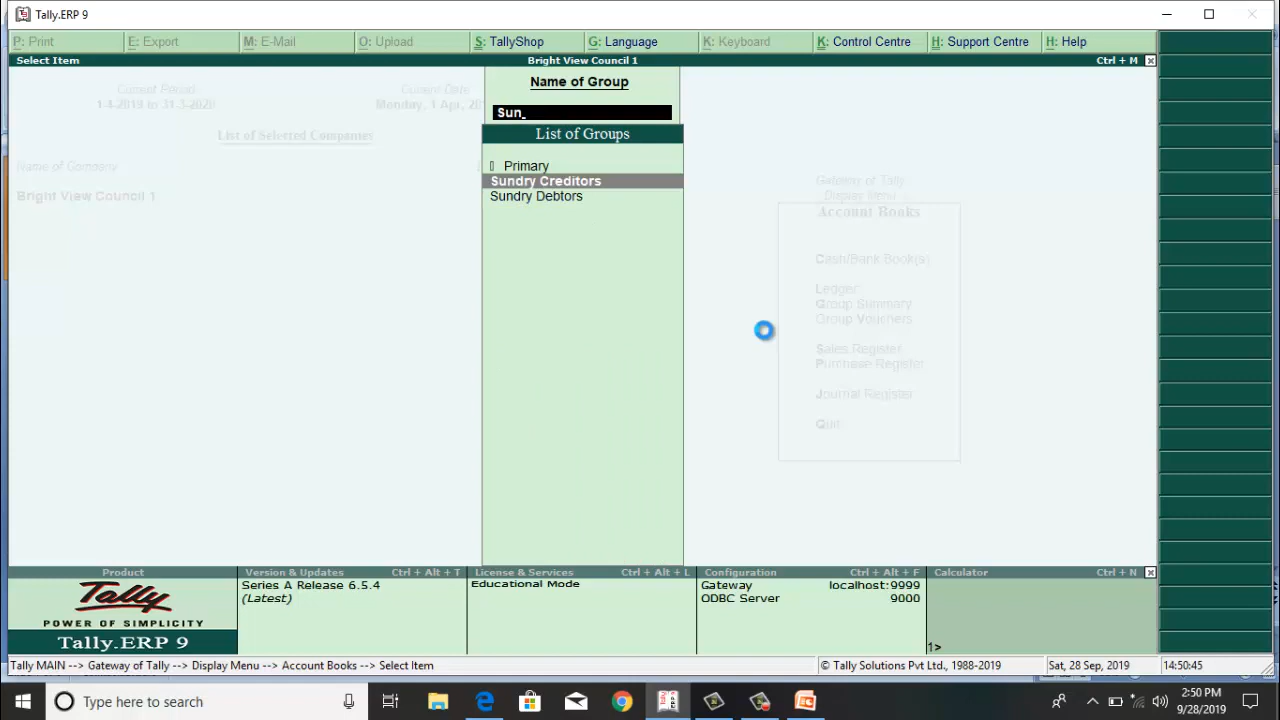 Tally.ERP 9
P: Print
E: Export
M: E-Mail
O: Upload
S: TallyShop
G: Language
K: Keyboard
K: Control Centre
H: Support Centre
H: Help
Select Item
Bright View Council 1
Ctrl + M
Current Period
1-4-2019 to 31-3-2020
Current Date
Monday, 1 Apr, 20
List of Selected Companies
Name of Company
Bright View Council 1
Name of Group
Sun
List of Groups
Primary
Sundry Creditors
Sundry Debtors
Gateway of Tally
Display Menu
Account Books
Cash/Bank Book(s)
Ledger
Group Summary
Group Vouchers
Sales Register
Purchase Register
Journal Register
Quit
Product
Tally
POWER OF SIMPLICITY
Tally.ERP 9
Version & Updates Ctrl + Alt + T
Series A Release 6.5.4
(Latest)
License & Services Ctrl + Alt + L
Educational Mode
Configuration Ctrl + Alt + F
Gateway localhost:9999
ODBC Server 9000
Calculator Ctrl + N
1>
Tally MAIN --> Gateway of Tally --> Display Menu --> Account Books --> Select Item
© Tally Solutions Pvt Ltd., 1988-2019
Sat, 28 Sep, 2019
14:50:45
Type here to search
2:50 PM
9/28/2019